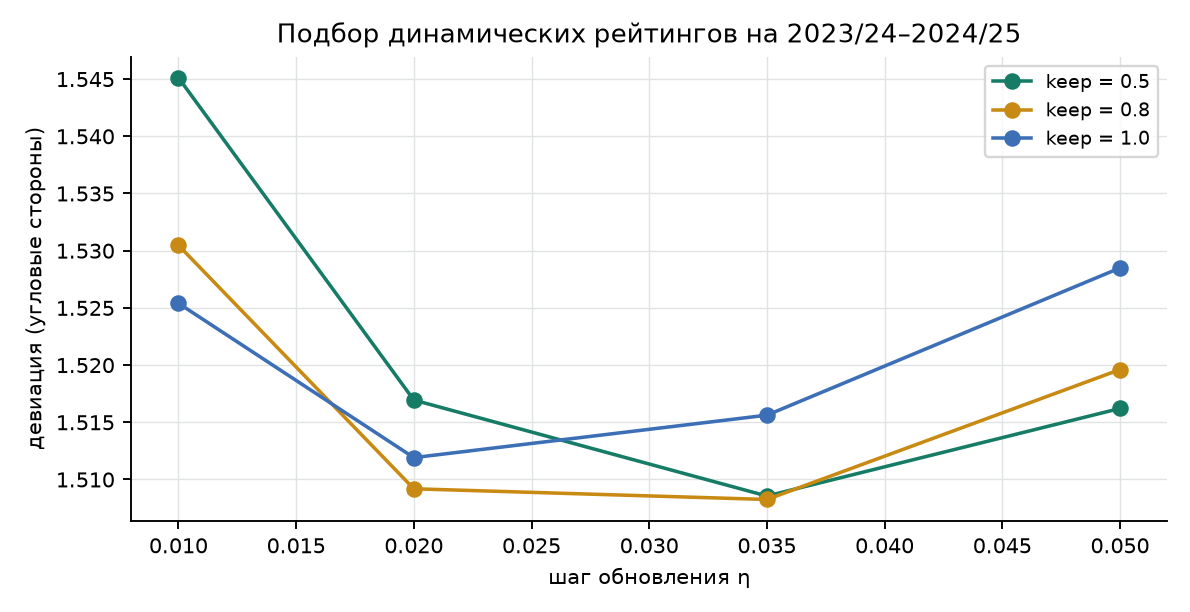 Подбор динамических рейтингов на 2023/24–2024/25
keep = 0.5
keep = 0.8
keep = 1.0
девиация (угловые стороны)
1.545
1.540
1.535
1.530
1.525
1.520
1.515
1.510
0.010 0.015 0.020 0.025 0.030 0.035 0.040 0.045 0.050
шаг обновления η